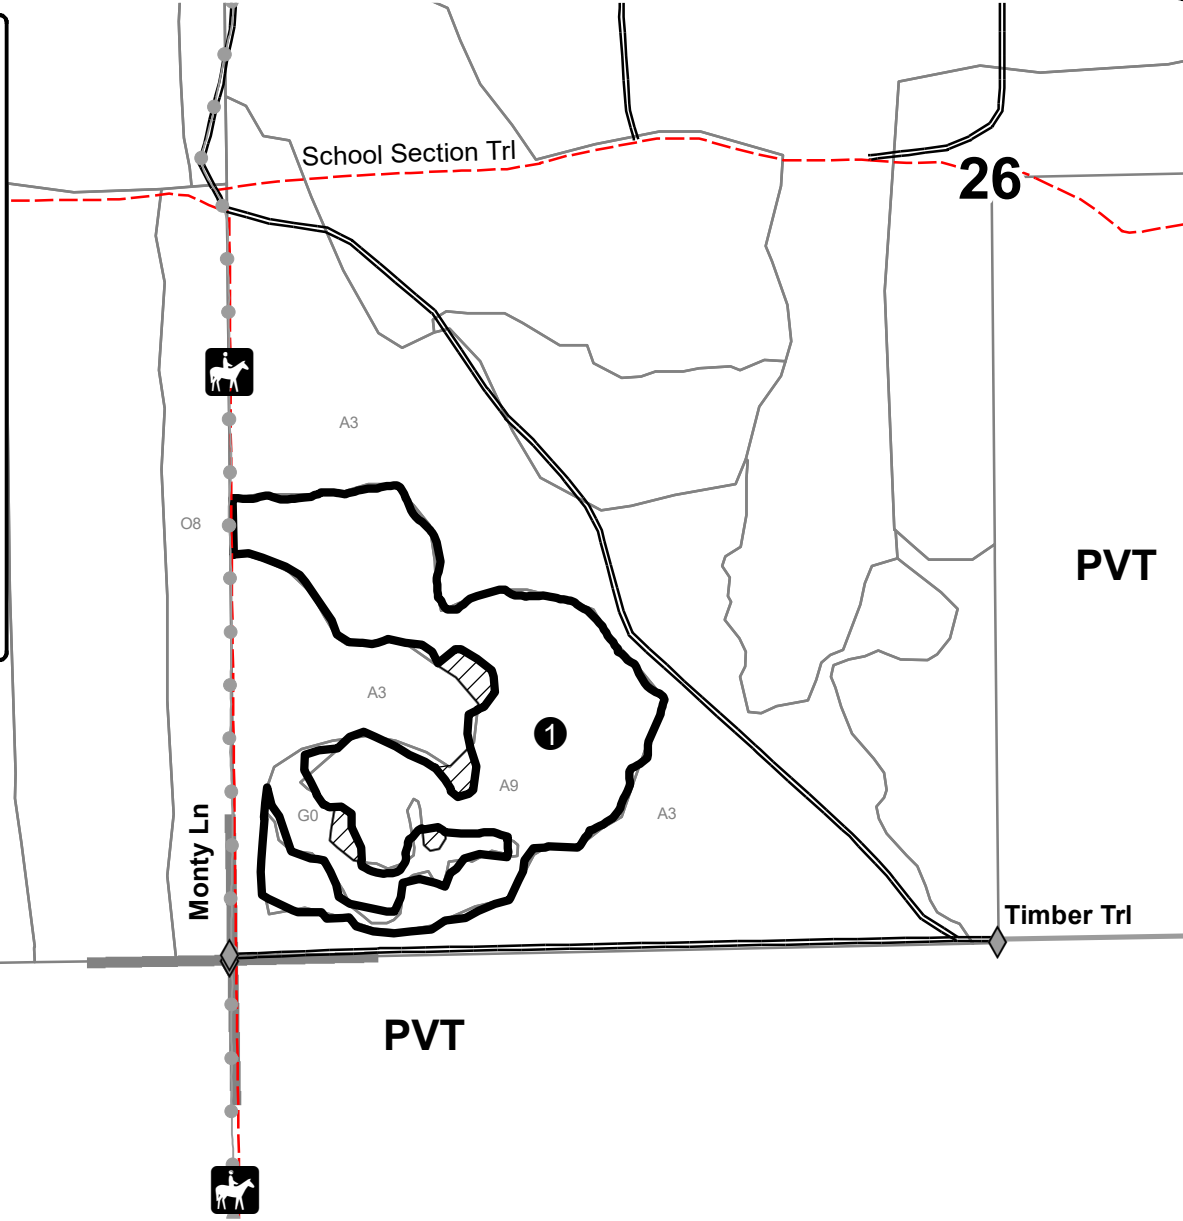 School Section Trl
26
A3
O8
PVT
A3
1
A9
G0
A3
Monty Ln
Timber Trl
PVT